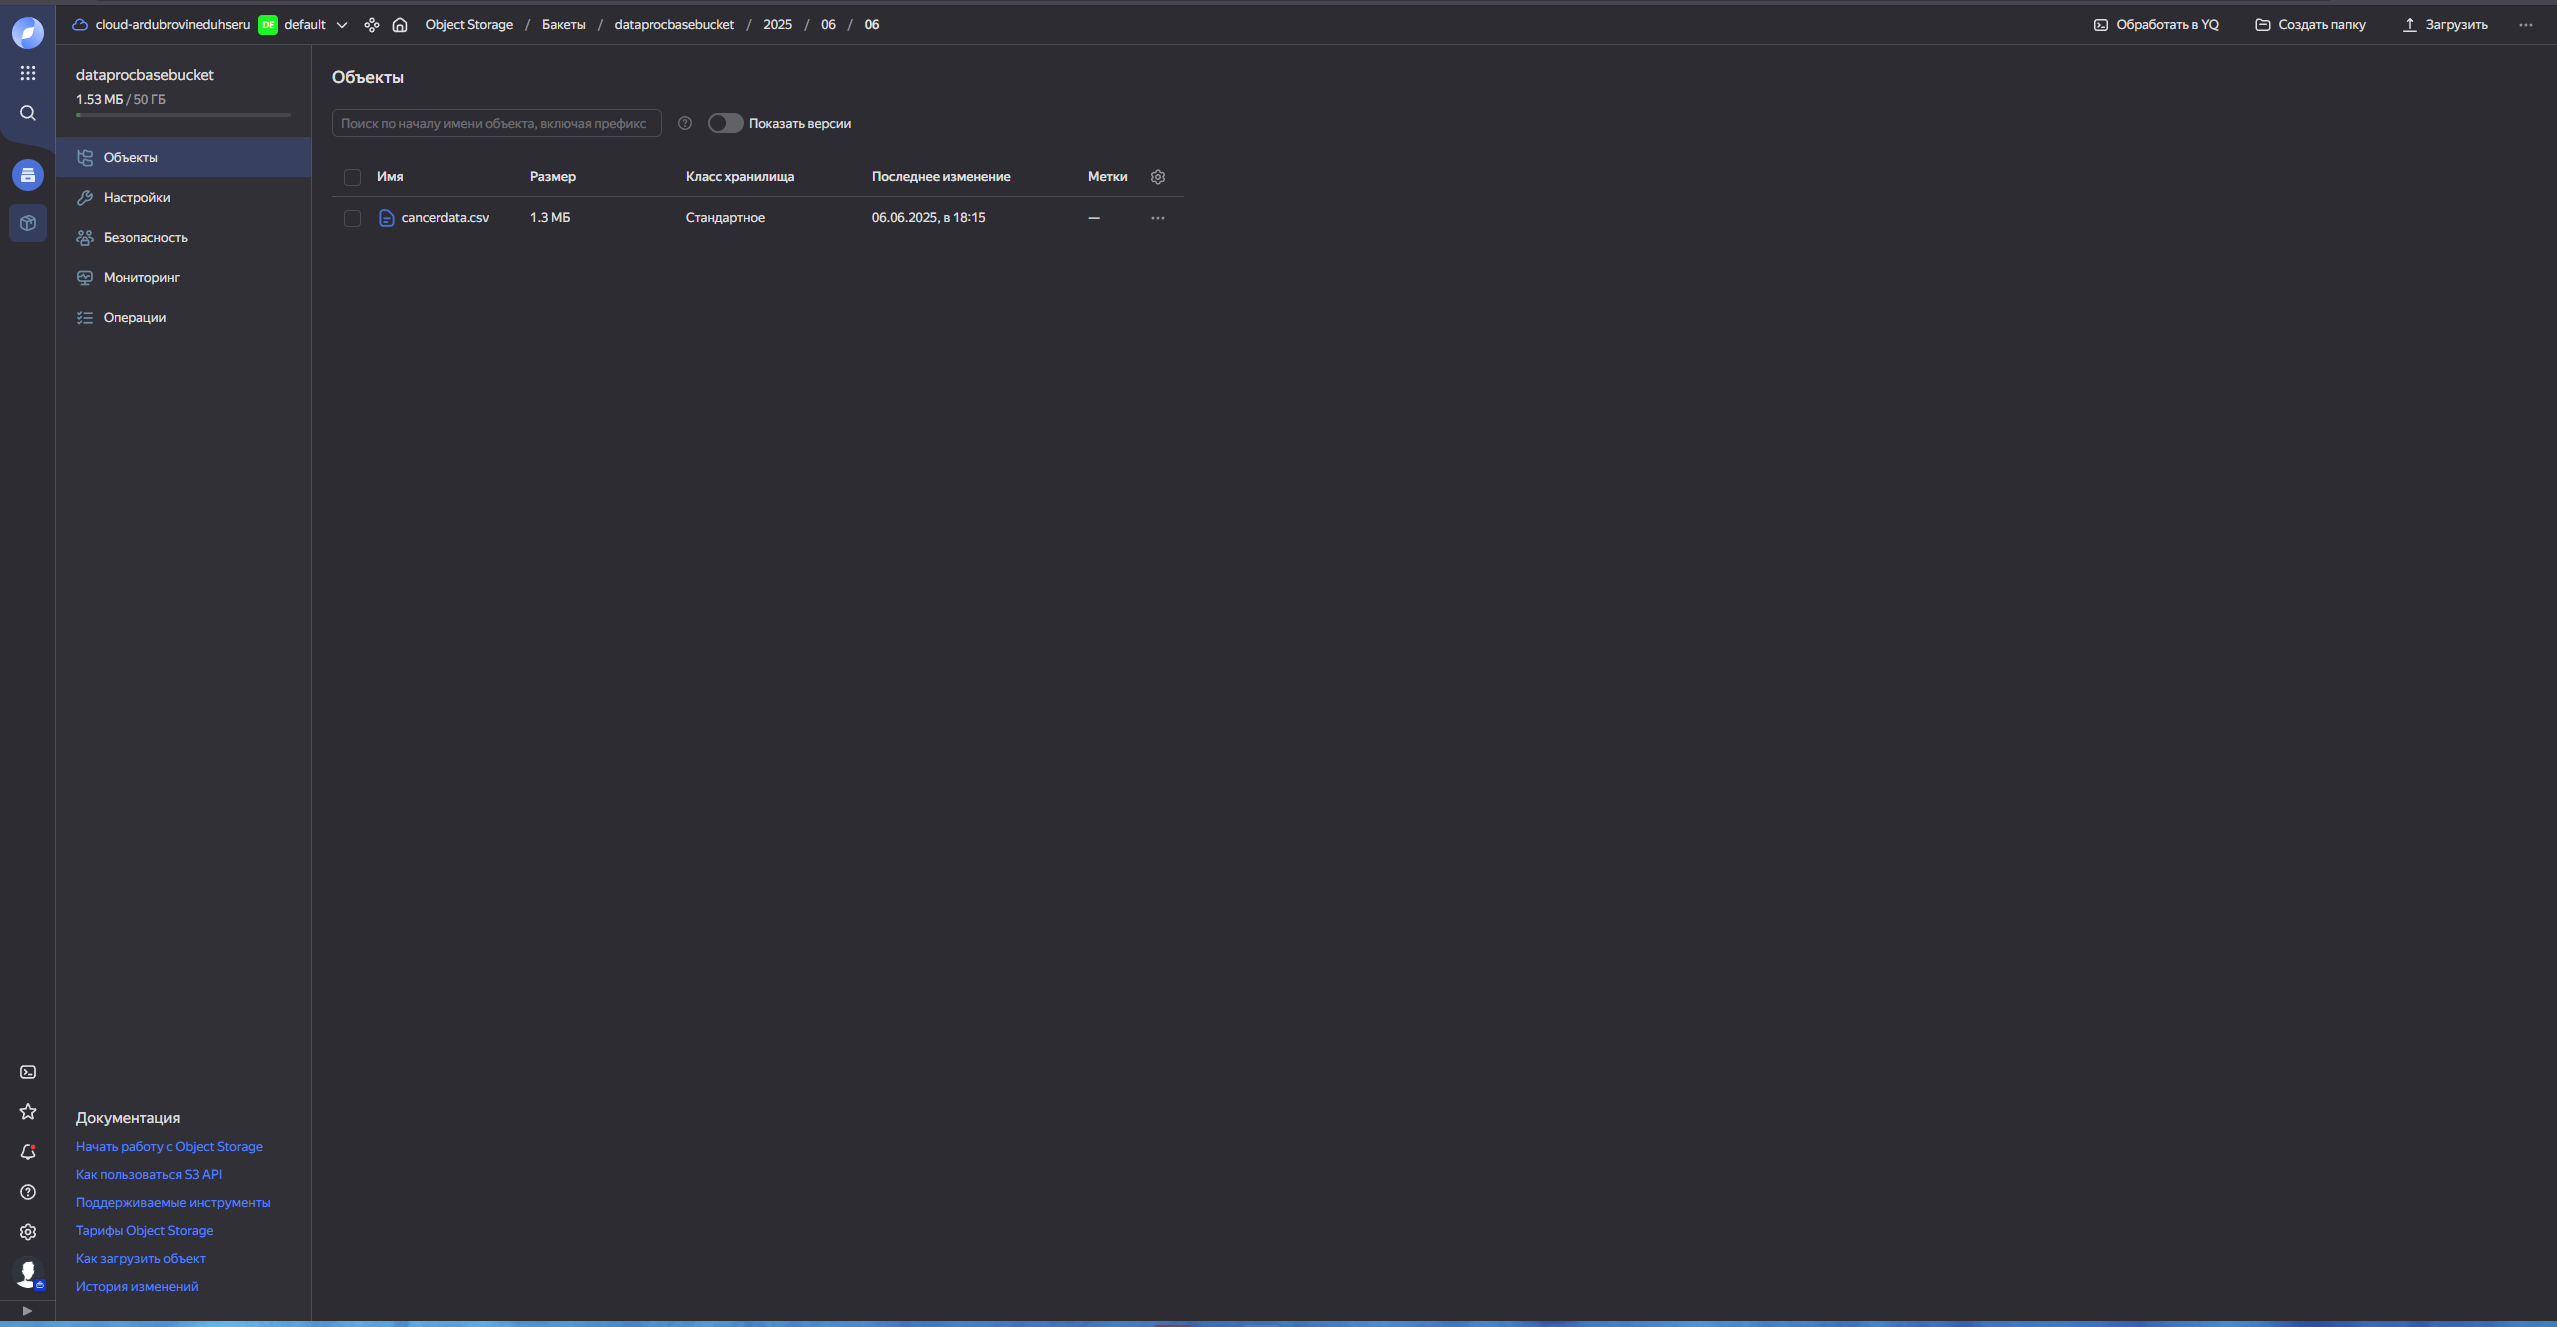 cloud-ardubrovineduhseru DE default Object Storage / Бакеты / dataprocbasebucket / 2025 / 06 / 06 Обработать в YQ Создать папку Загрузить
dataprocbasebucket
1.53 МБ / 50 ГБ
Объекты
Настройки
Безопасность
Мониторинг
Операции
Документация
Начать работу с Object Storage
Как пользоваться S3 API
Поддерживаемые инструменты
Тарифы Object Storage
Как загрузить объект
История изменений
Объекты
Поиск по началу имени объекта, включая префикс Показать версии
Имя Размер Класс хранилища Последнее изменение Метки
cancerdata.csv 1.3 МБ Стандартное 06.06.2025, в 18:15 —